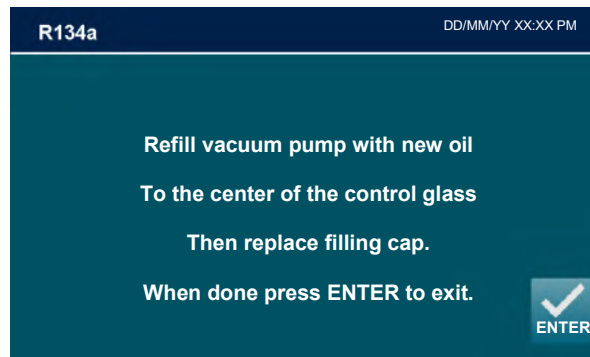 R134a
DD/MM/YY XX:XX PM
Refill vacuum pump with new oil
To the center of the control glass
Then replace filling cap.
When done press ENTER to exit.
ENTER